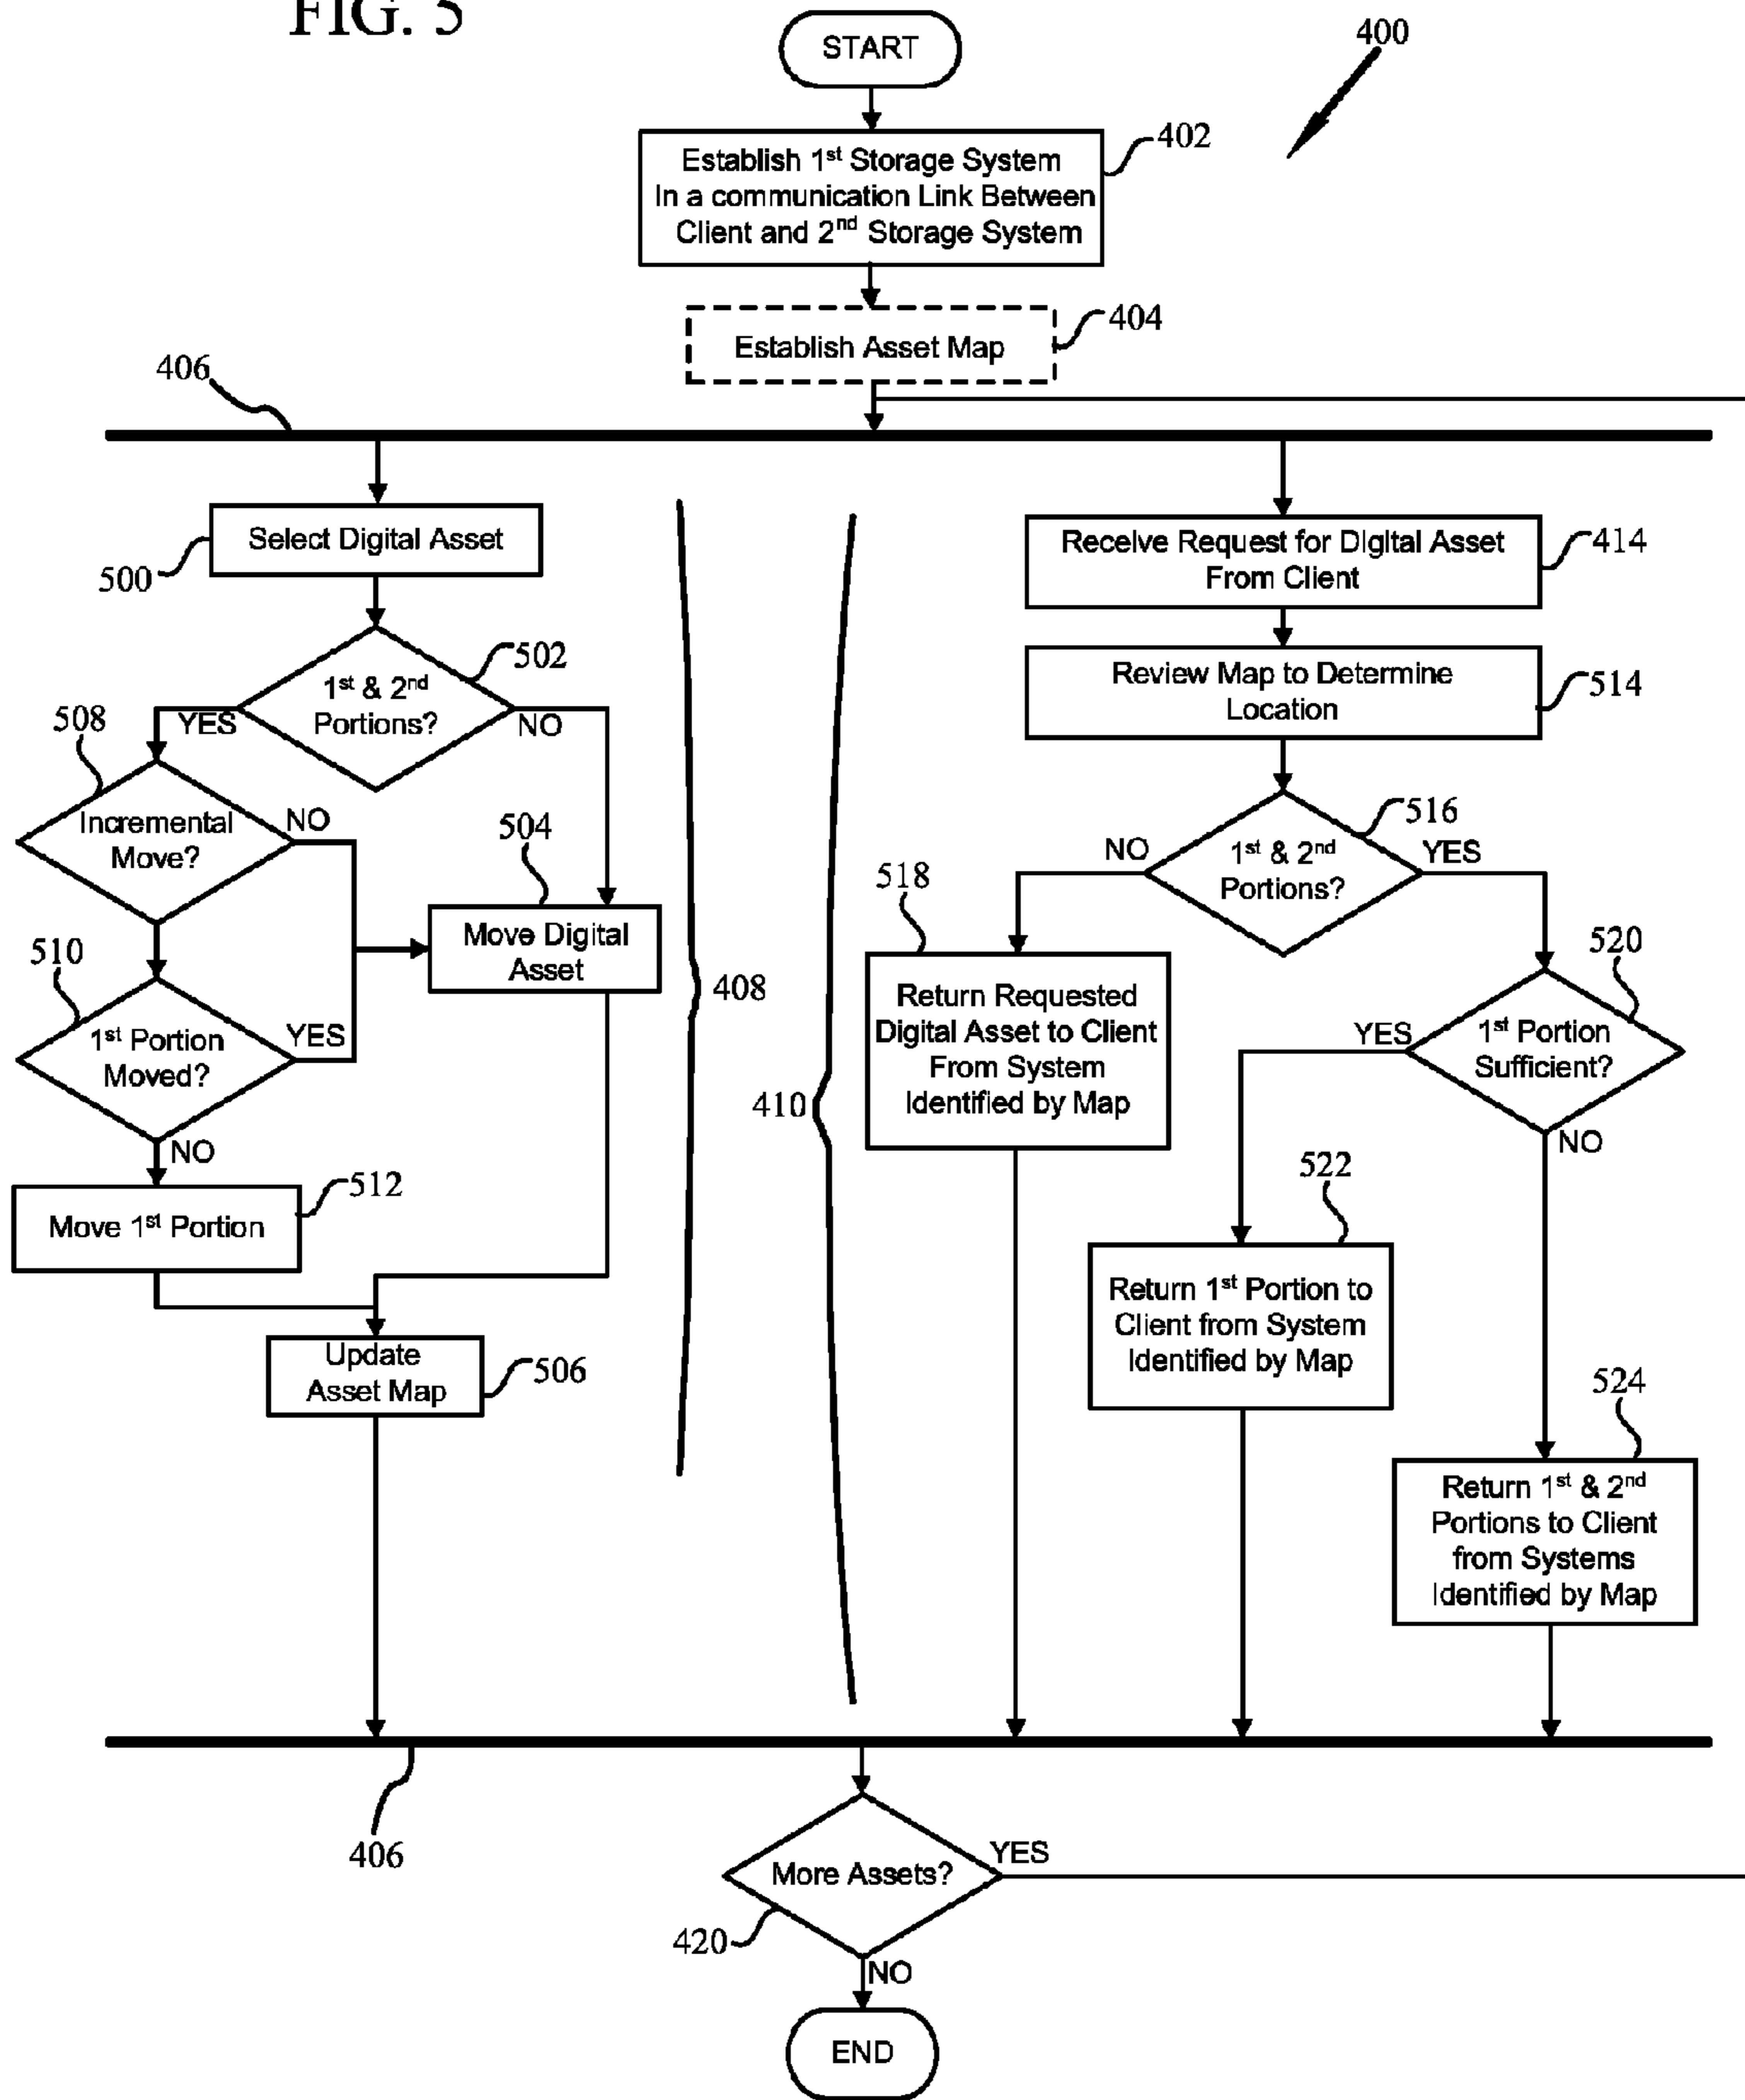 FIG. 5
START
400
402
Establish 1st Storage System
In a communication Link Between
Client and 2nd Storage System
404
Establish Asset Map
406
Select Digital Asset
500
502
1st & 2nd
Portions?
YES
NO
508
Incremental
Move?
NO
504
Move Digital
Asset
510
1st Portion
Moved?
YES
NO
512
Move 1st Portion
Update
Asset Map
506
408
410
Receive Request for Digital Asset
From Client
414
Review Map to Determine
Location
514
516
1st & 2nd
Portions?
NO
YES
518
Return Requested
Digital Asset to Client
From System
Identified by Map
520
1st Portion
Sufficient?
YES
NO
522
Return 1st Portion to
Client from System
Identified by Map
524
Return 1st & 2nd
Portions to Client
from Systems
Identified by Map
406
More Assets?
YES
420
NO
END